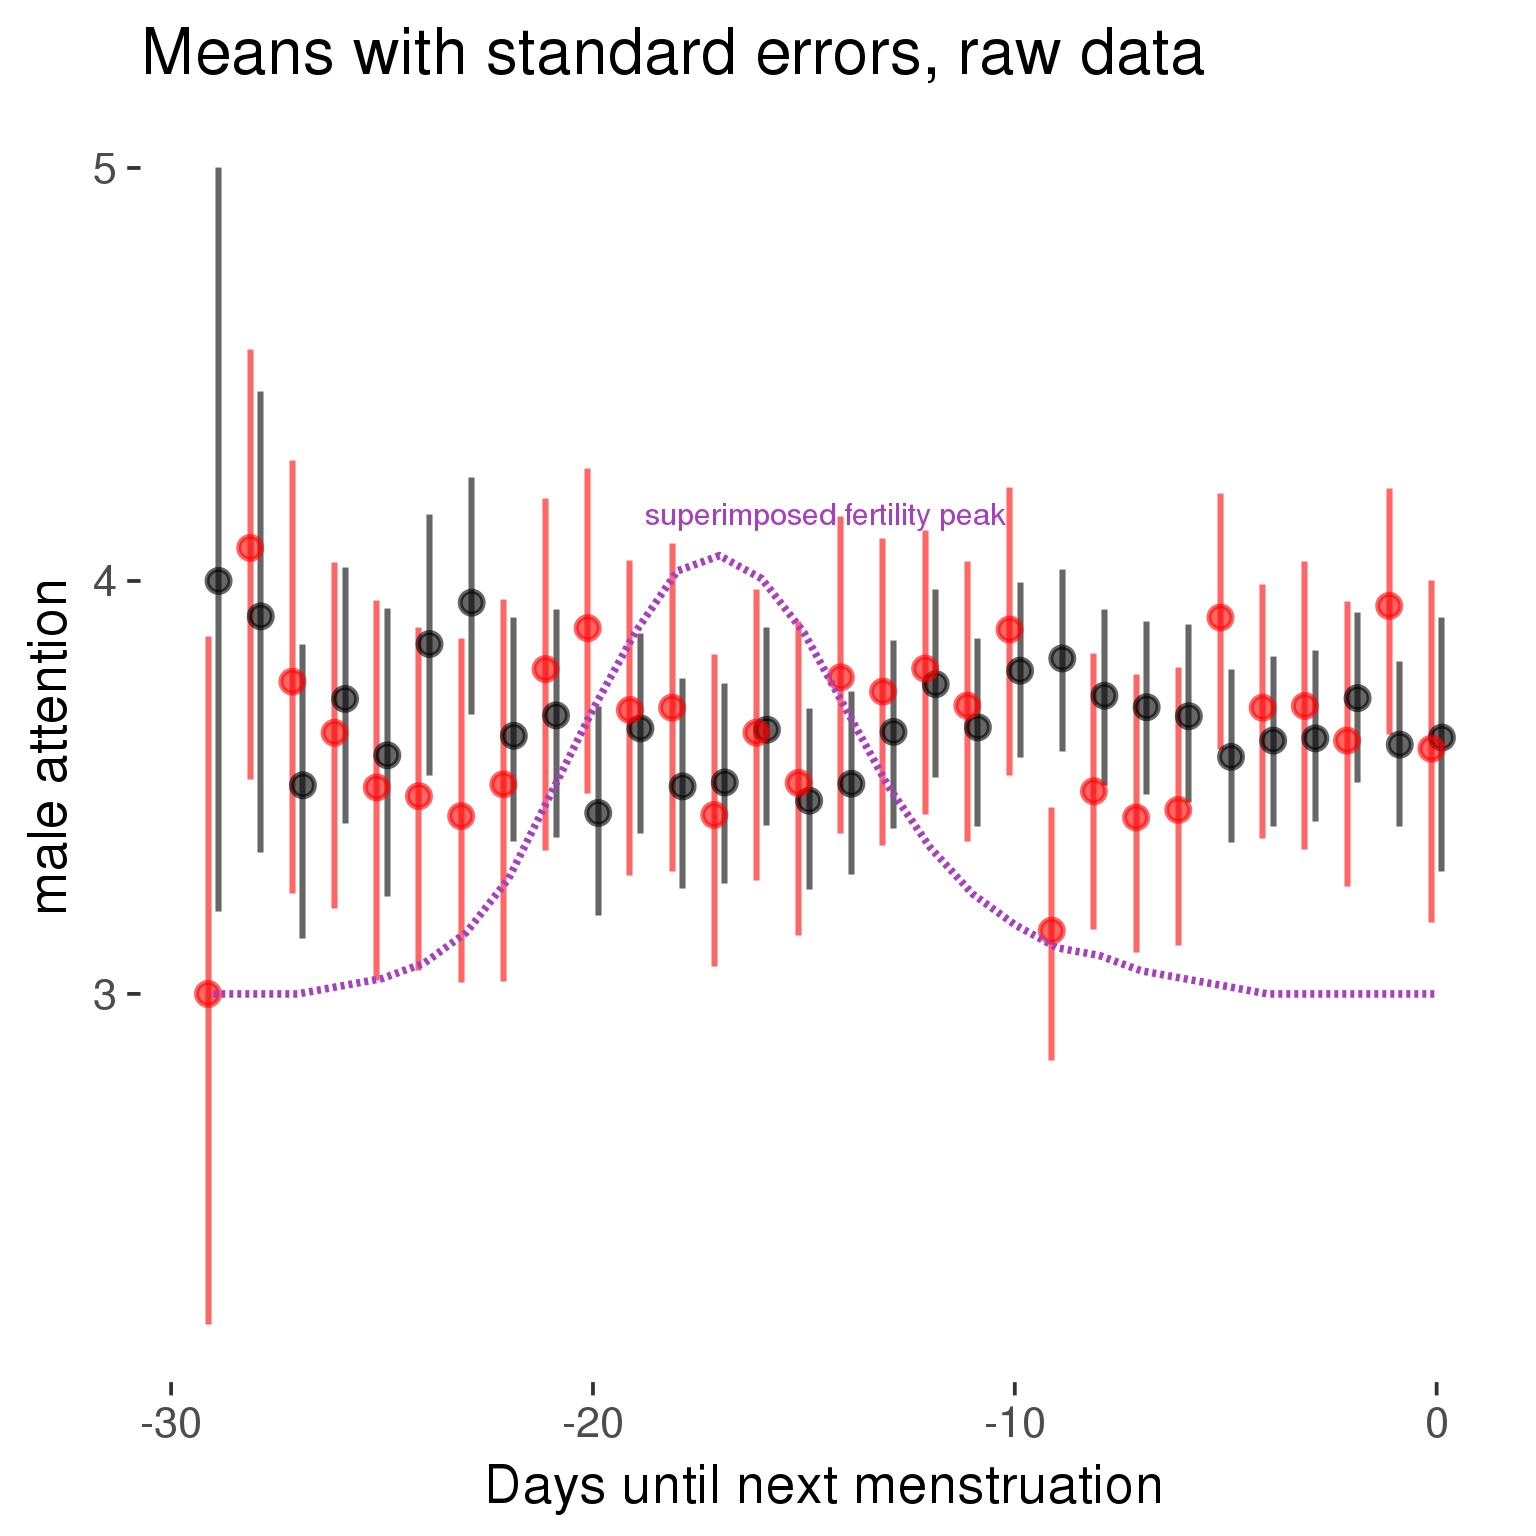 Means with standard errors, raw data
5
4
3
male attention
superimposed fertility peak
-30
-20
-10
0
Days until next menstruation